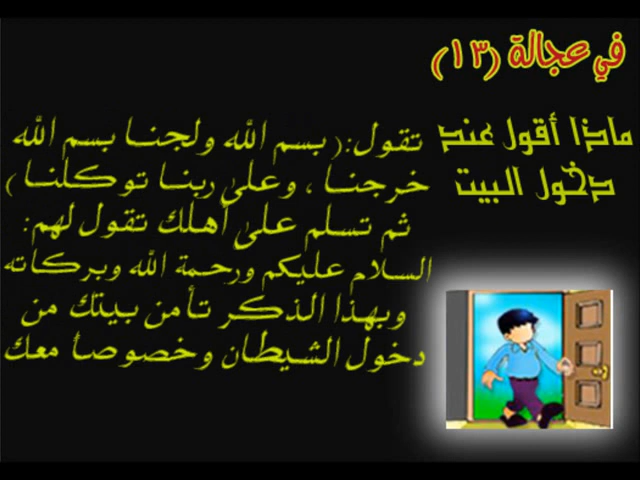 في عجالة (١٣)
ماذا أقول عند
دخول البيت
تقول:( بسم الله ولجنا بسم الله
خرجنا ، وعلى ربنا توكلنا )
ثم تسلم على أهلك تقول لهم:
السلام عليكم ورحمة الله وبركاته
وبهذا الذكر تأمن بيتك من
دخول الشيطان وخصوصأ معك